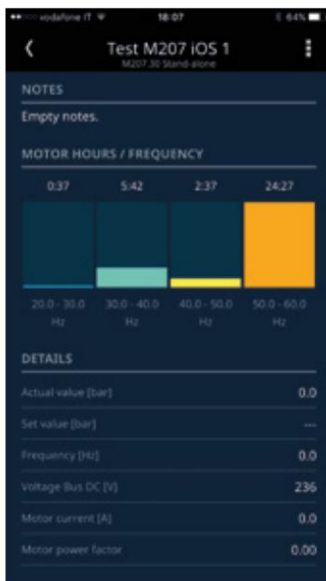 vodafone IT 18:07 64%
Test M207 iOS 1
M207.30 Stand-alone
NOTES
Empty notes.
MOTOR HOURS / FREQUENCY
0:37 5:42 2:37 24:27
20.0 - 30.0 30.0 - 40.0 40.0 - 50.0 50.0 - 60.0
Hz Hz Hz Hz
DETAILS
Actual value [bar] 0.0
Set value [bar] ---
Frequency [Hz] 0.0
Voltage Bus DC [V] 236
Motor current [A] 0.0
Motor power factor 0.00